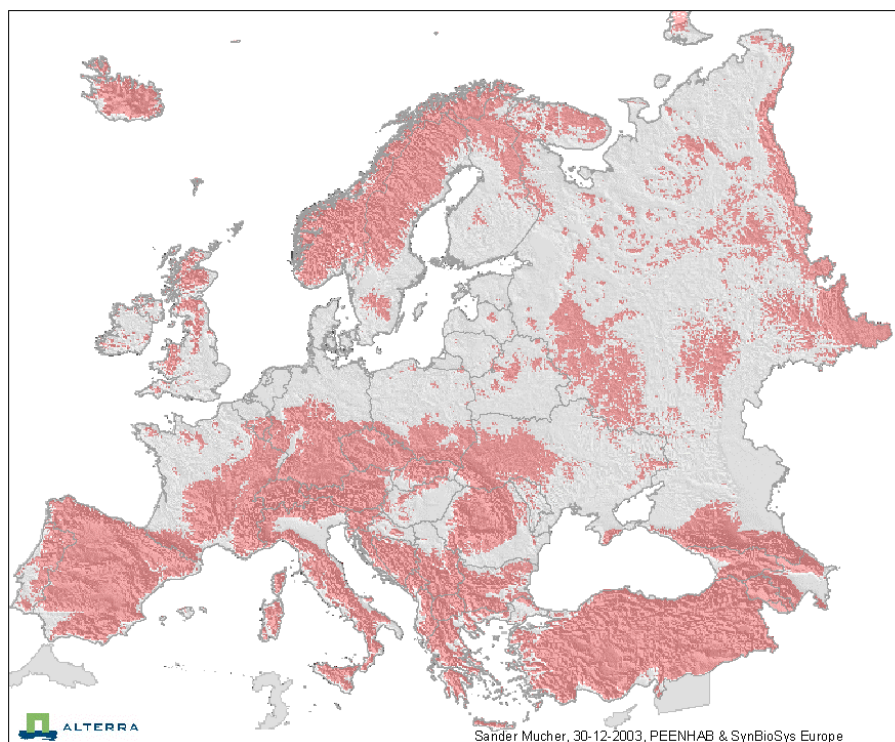 ALTERRA
Sander Mucher, 30-12-2003, PEENHAB & SynBioSys Europe